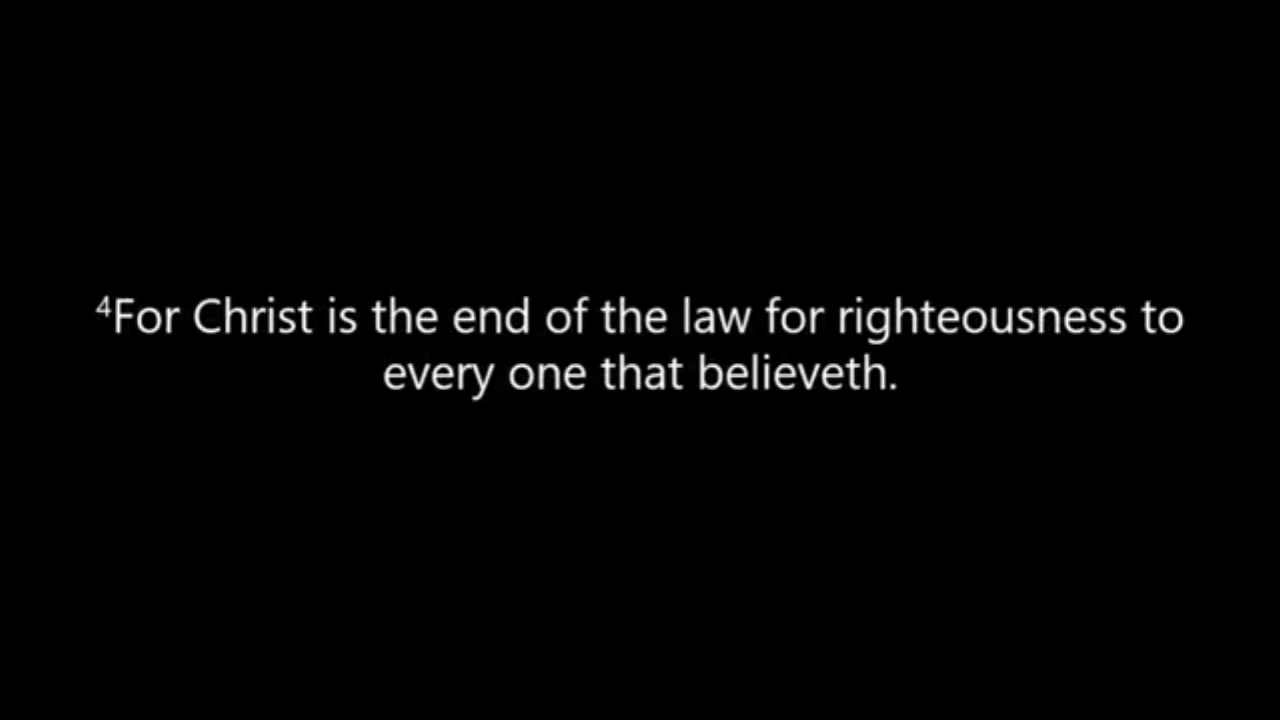 ⁴For Christ is the end of the law for righteousness to
every one that believeth.